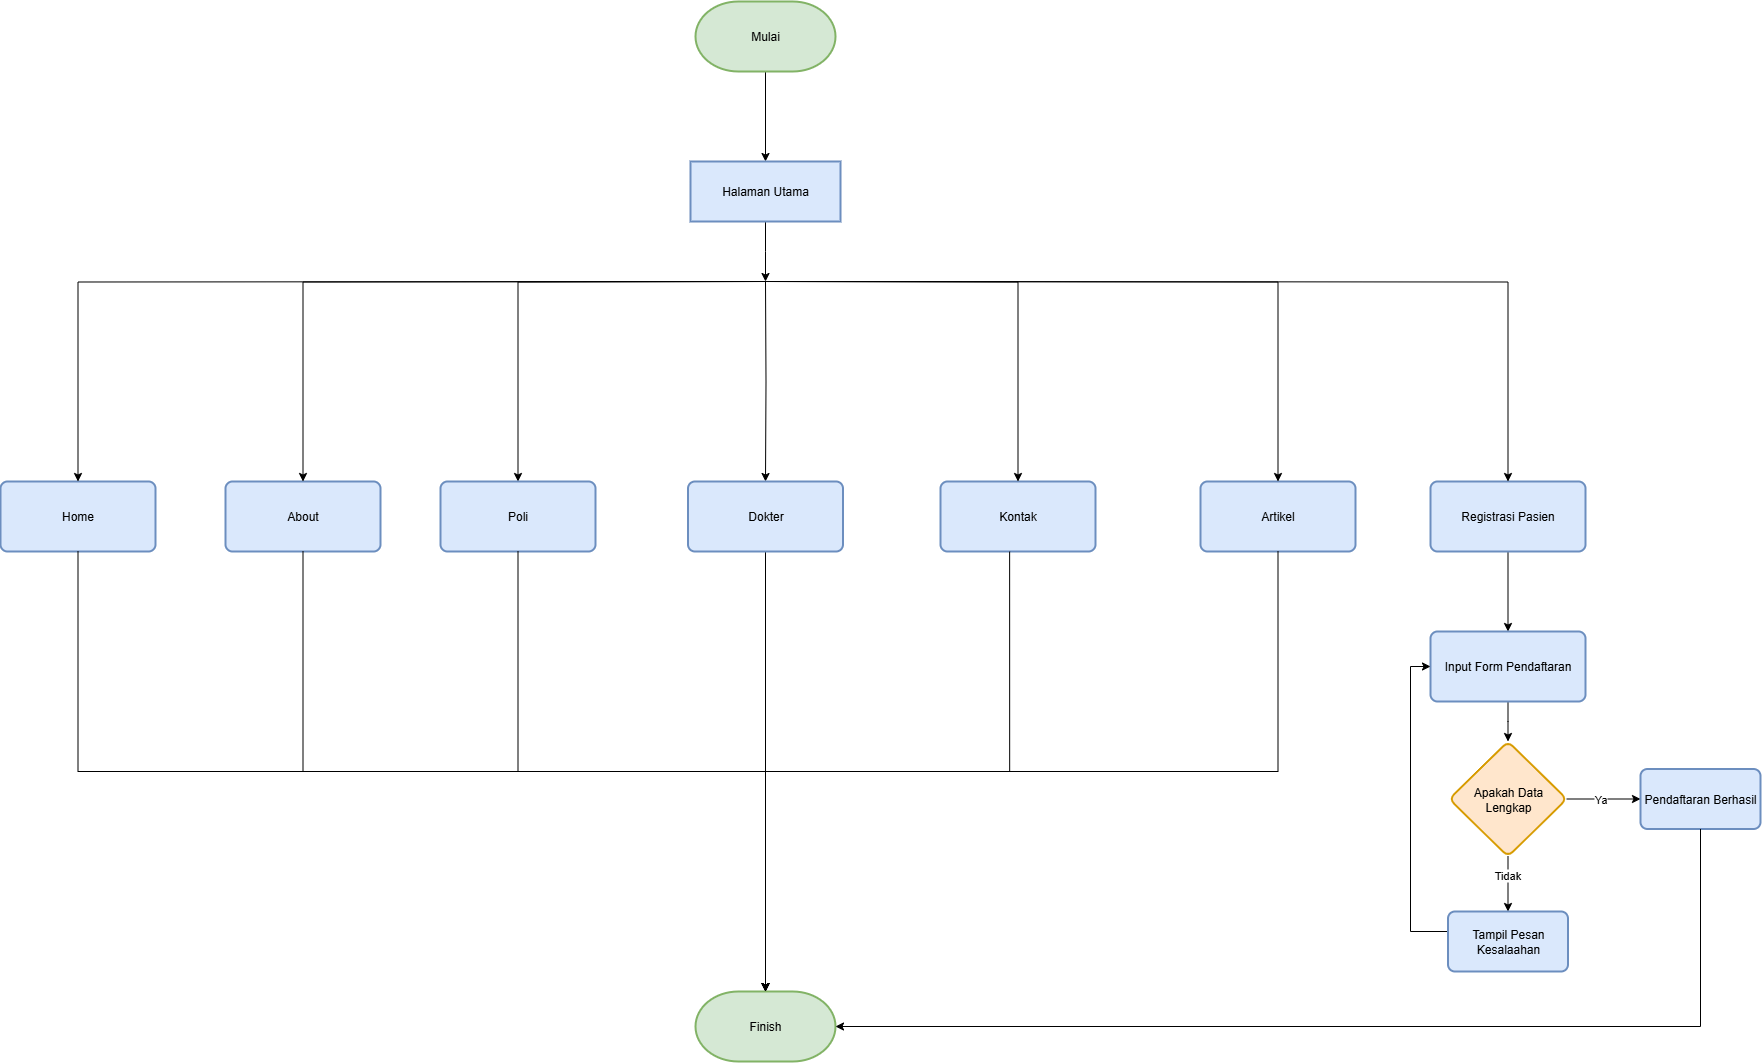 Mulai
Halaman Utama
Home
About
Poli
Dokter
Kontak
Artikel
Registrasi Pasien
Input Form Pendaftaran
Apakah Data
Lengkap
Ya
Pendaftaran Berhasil
Tidak
Tampil Pesan
Kesalaahan
Finish